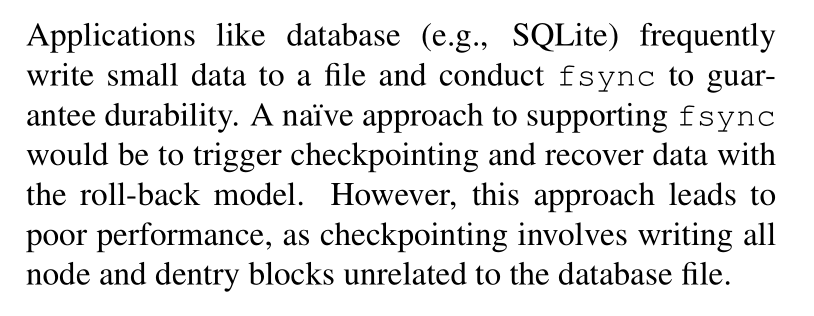 Applications like database (e.g., SQLite) frequently
write small data to a file and conduct fsync to guar-
antee durability. A naïve approach to supporting fsync
would be to trigger checkpointing and recover data with
the roll-back model. However, this approach leads to
poor performance, as checkpointing involves writing all
node and dentry blocks unrelated to the database file.